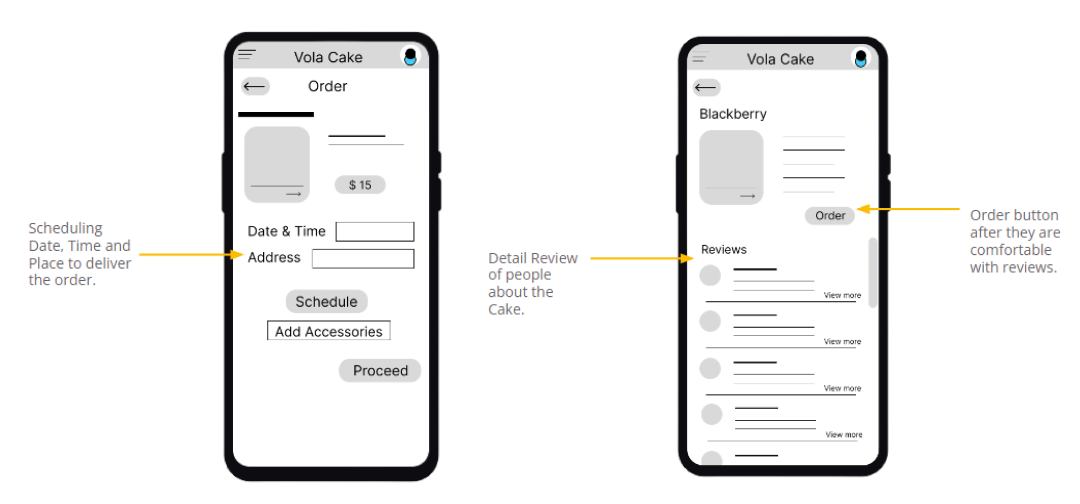 Vola Cake
Order
$ 15
Date & Time
Address
Schedule
Add Accessories
Proceed
Scheduling
Date, Time and
Place to deliver
the order.
Vola Cake
Blackberry
Order
Reviews
View more
View more
View more
View more
Detail Review
of people
about the
Cake.
Order button
after they are
comfortable
with reviews.